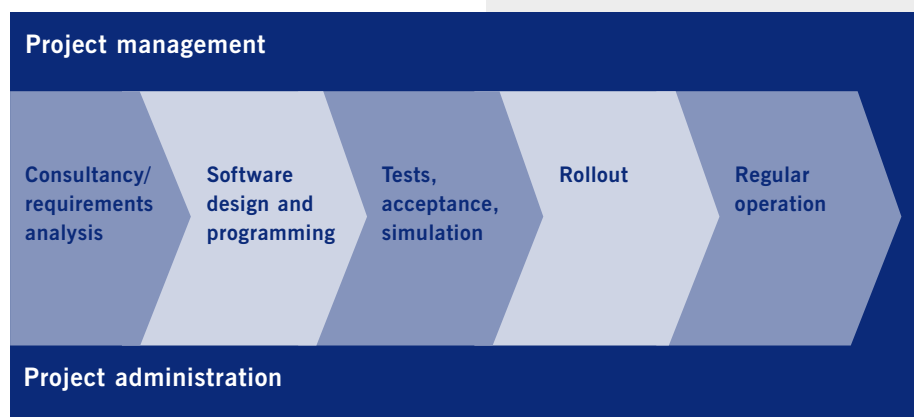 Project management
Consultancy/
requirements
analysis
Software
design and
programming
Tests,
acceptance,
simulation
Rollout
Regular
operation
Project administration